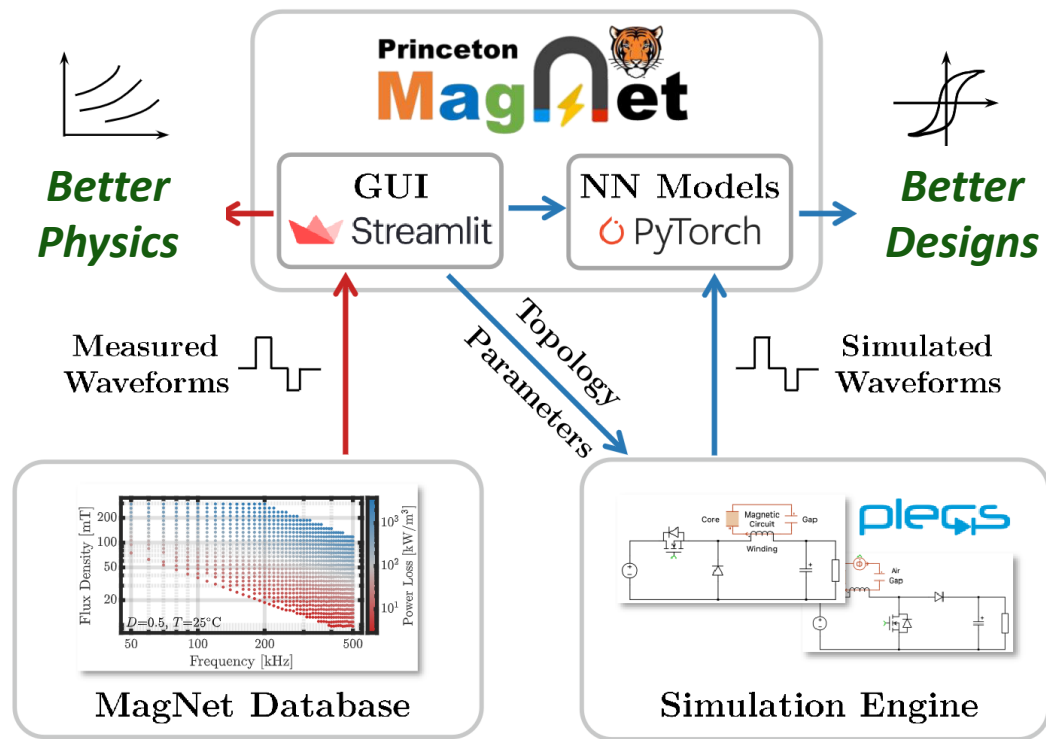 Princeton
MagNet
Better
Physics
GUI
Streamlit
NN Models
PyTorch
Better
Designs
Measured
Waveforms
Topology
Parameters
Simulated
Waveforms
Flux Density [mT]
200
100
50
20
50
100
200
500
Frequency [kHz]
D=0.5, T=25°C
10³
10²
10¹
Power Loss [kW/m³]
MagNet Database
Core
Magnetic
Circuit
Gap
Winding
plecs
Air
Gap
Simulation Engine